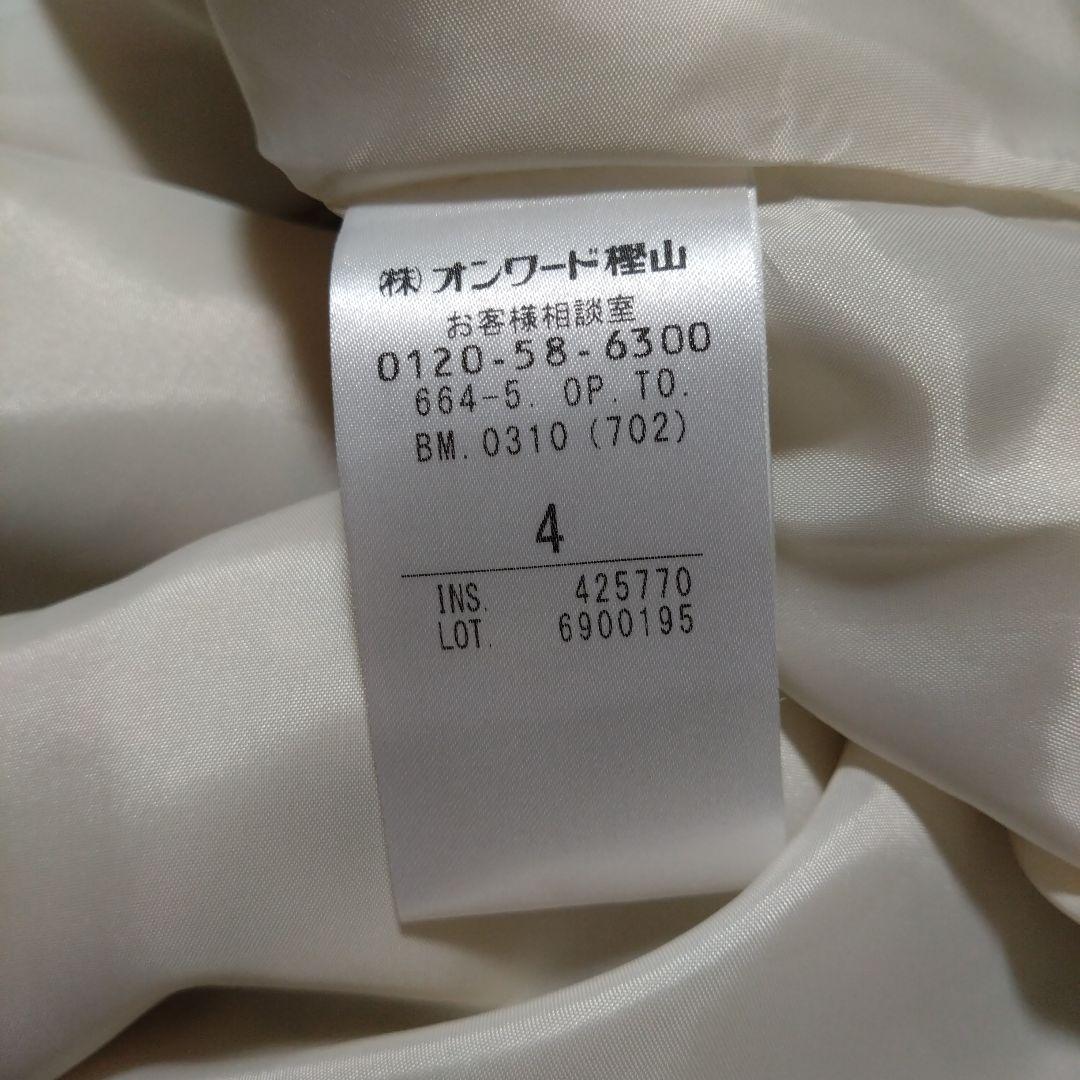 ㈱オンワード樫山
お客様相談室
0120-58-6300
664-5. OP. TO.
BM. 0310 (702)
4
INS. 425770
LOT. 6900195